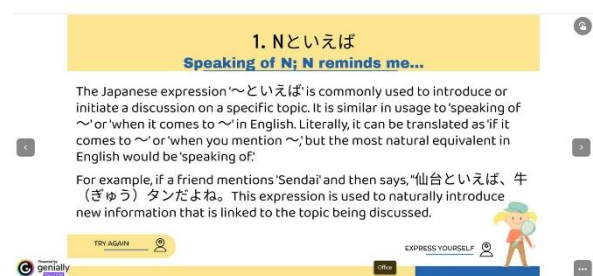 1. Nといえば
Speaking of N; N reminds me...
The Japanese expression '〜といえば' is commonly used to introduce or
initiate a discussion on a specific topic. It is similar in usage to 'speaking of
〜' or 'when it comes to 〜' in English. Literally, it can be translated as 'if it
comes to 〜' or 'when you mention 〜,' but the most natural equivalent in
English would be 'speaking of.'
For example, if a friend mentions 'Sendai' and then says, "仙台といえば、牛
（ぎゅう）タンだよね。This expression is used to naturally introduce
new information that is linked to the topic being discussed.
TRY AGAIN
EXPRESS YOURSELF
Powered by
genially
Office